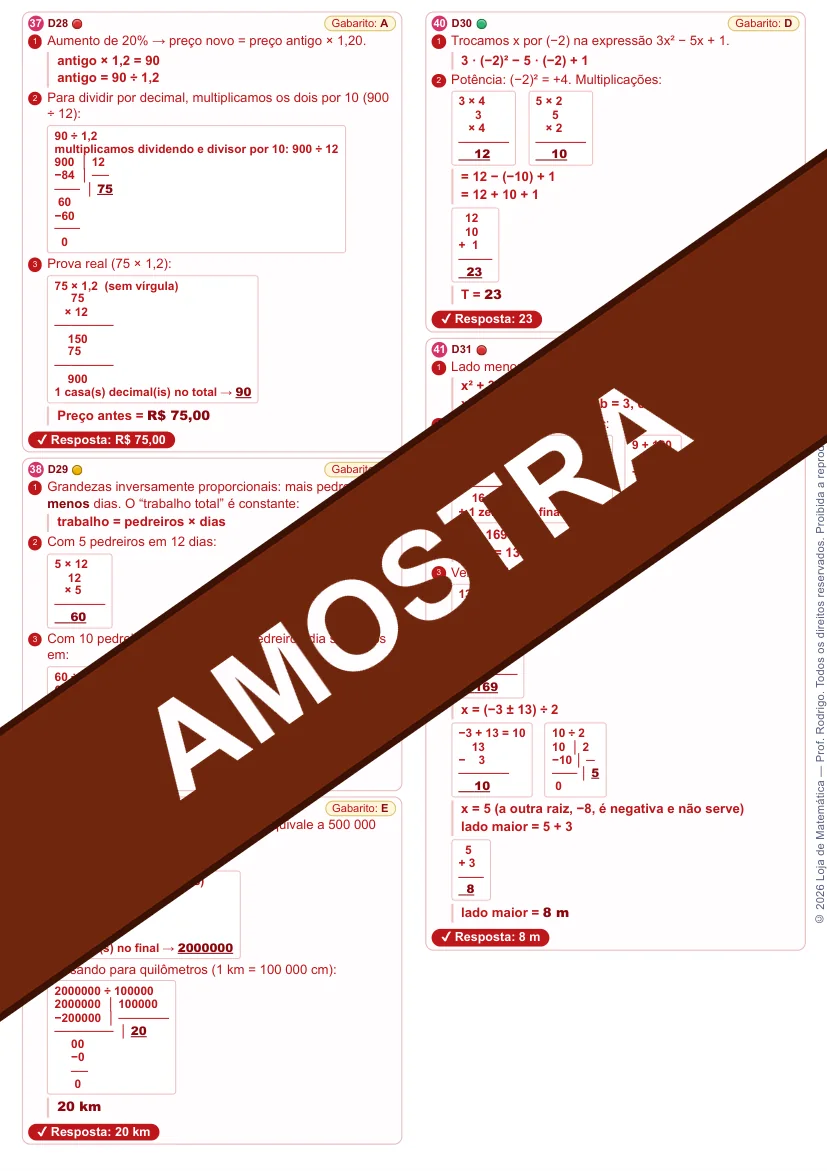 37 D28 Gabarito: A
1 Aumento de 20% → preço novo = preço antigo × 1,20.
antigo × 1,2 = 90
antigo = 90 ÷ 1,2
2 Para dividir por decimal, multiplicamos os dois por 10 (900
÷ 12):
90 ÷ 1,2
multiplicamos dividendo e divisor por 10: 900 ÷ 12
900 12
−84
75
60
−60
0
3 Prova real (75 × 1,2):
75 × 1,2 (sem vírgula)
75
× 12
150
75
900
1 casa(s) decimal(is) no total → 90
Preço antes = R$ 75,00
✓ Resposta: R$ 75,00
38 D29
1 Grandezas inversamente proporcionais: mais
menos dias. O “trabalho total” é constante:
trabalho = pedreiros × dias
2 Com 5 pedreiros em 12 dias:
5 × 12
12
× 5
60
3 Com 10
em:
60
Gabarito: E
500 000
no final → 2000000
para quilômetros (1 km = 100 000 cm):
2000000 ÷ 100000
2000000 100000
−200000
20
00
−0
0
20 km
✓ Resposta: 20 km
40 D30 Gabarito: D
1 Trocamos x por (−2) na expressão 3x² − 5x + 1.
3 · (−2)² − 5 · (−2) + 1
2 Potência: (−2)² = +4. Multiplicações:
3 × 4
3
× 4
12
5 × 2
5
× 2
10
= 12 − (−10) + 1
= 12 + 10 + 1
12
10
+ 1
23
T = 23
✓ Resposta: 23
41 D31
1 Lado
x² +
b = 3,
9 +
169
= 13
3
169
x = (−3 ± 13) ÷ 2
−3 + 13 = 10
13
− 3
10
10 ÷ 2
10 2
−10
5
0
x = 5 (a outra raiz, −8, é negativa e não serve)
lado maior = 5 + 3
5
+ 3
8
lado maior = 8 m
✓ Resposta: 8 m
AMOSTRA
© 2026 Loja de Matemática — Prof. Rodrigo. Todos os direitos reservados. Proibida a